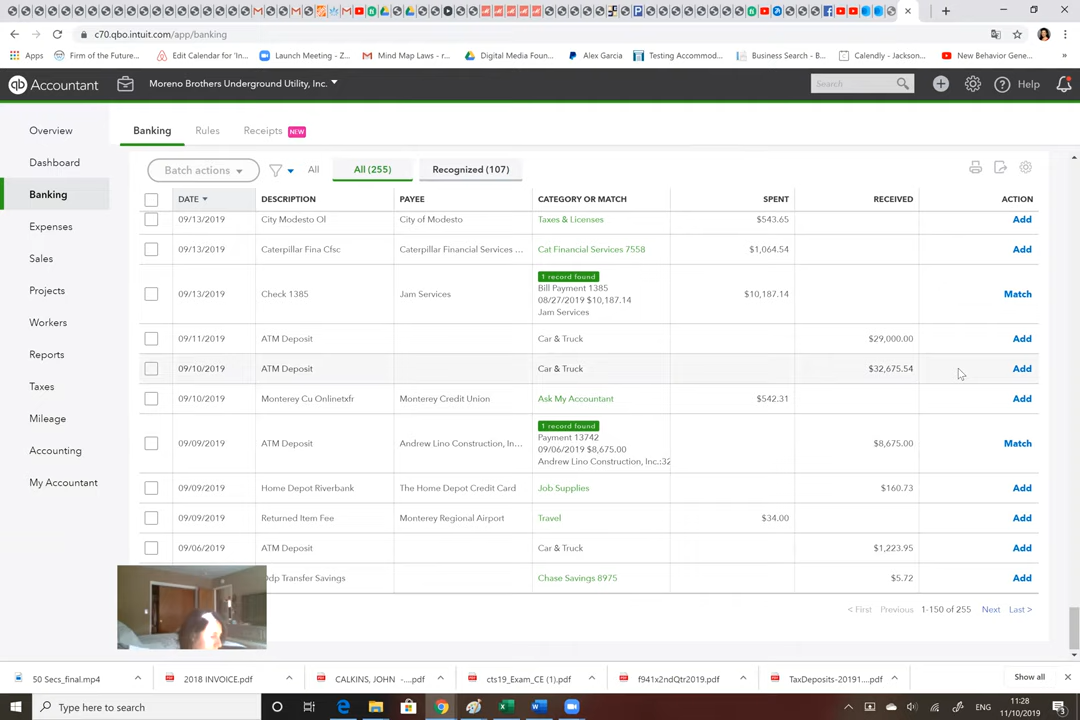 c70.qbo.intuit.com/app/banking
Apps Firm of the Future... Edit Calendar for 'In... Launch Meeting - Z... Mind Map Laws - r... Digital Media Foun... Alex Garcia Testing Accommod... Business Search - B... Calendly - Jackson... New Behavior Gene...
qb Accountant Moreno Brothers Underground Utility, Inc. Search Help
Overview
Dashboard
Banking
Expenses
Sales
Projects
Workers
Reports
Taxes
Mileage
Accounting
My Accountant
Banking Rules Receipts NEW
Batch actions All All (255) Recognized (107)
DATE DESCRIPTION PAYEE CATEGORY OR MATCH SPENT RECEIVED ACTION
09/13/2019 City Modesto Ol City of Modesto Taxes & Licenses $543.65 Add
09/13/2019 Caterpillar Fina Cfsc Caterpillar Financial Services ... Cat Financial Services 7558 $1,064.54 Add
1 record found
Bill Payment 1385
09/13/2019 Check 1385 Jam Services 08/27/2019 $10,187.14 $10,187.14 Match
Jam Services
09/11/2019 ATM Deposit Car & Truck $29,000.00 Add
09/10/2019 ATM Deposit Car & Truck $32,675.54 Add
09/10/2019 Monterey Cu Onlinetxfr Monterey Credit Union Ask My Accountant $542.31 Add
1 record found
Payment 13742
09/09/2019 ATM Deposit Andrew Lino Construction, In... 09/06/2019 $8,675.00 $8,675.00 Match
Andrew Lino Construction, Inc.:32
09/09/2019 Home Depot Riverbank The Home Depot Credit Card Job Supplies $160.73 Add
09/09/2019 Returned Item Fee Monterey Regional Airport Travel $34.00 Add
09/06/2019 ATM Deposit Car & Truck $1,223.95 Add
Odp Transfer Savings Chase Savings 8975 $5.72 Add
< First Previous 1-150 of 255 Next Last >
50 Secs_final.mp4 2018 INVOICE.pdf CALKINS, JOHN -....pdf cts19_Exam_CE (1).pdf f941x2ndQtr2019.pdf TaxDeposits-20191....pdf Show all
Type here to search ENG 11:28
11/10/2019 3